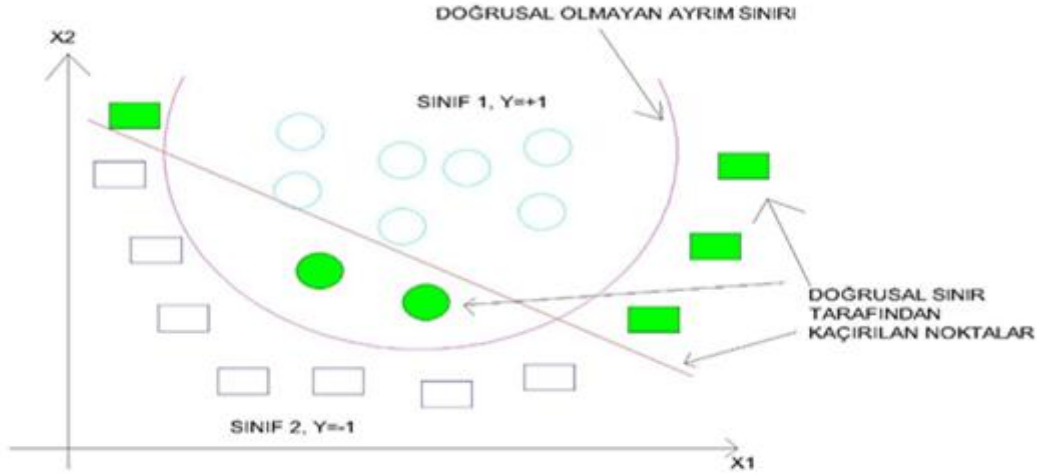 DOĞRUSAL OLMAYAN AYRIM SINIRI
X2
SINIF 1, Y=+1
DOĞRUSAL SINIR
TARAFINDAN
KAÇIRILAN NOKTALAR
SINIF 2, Y=-1
X1